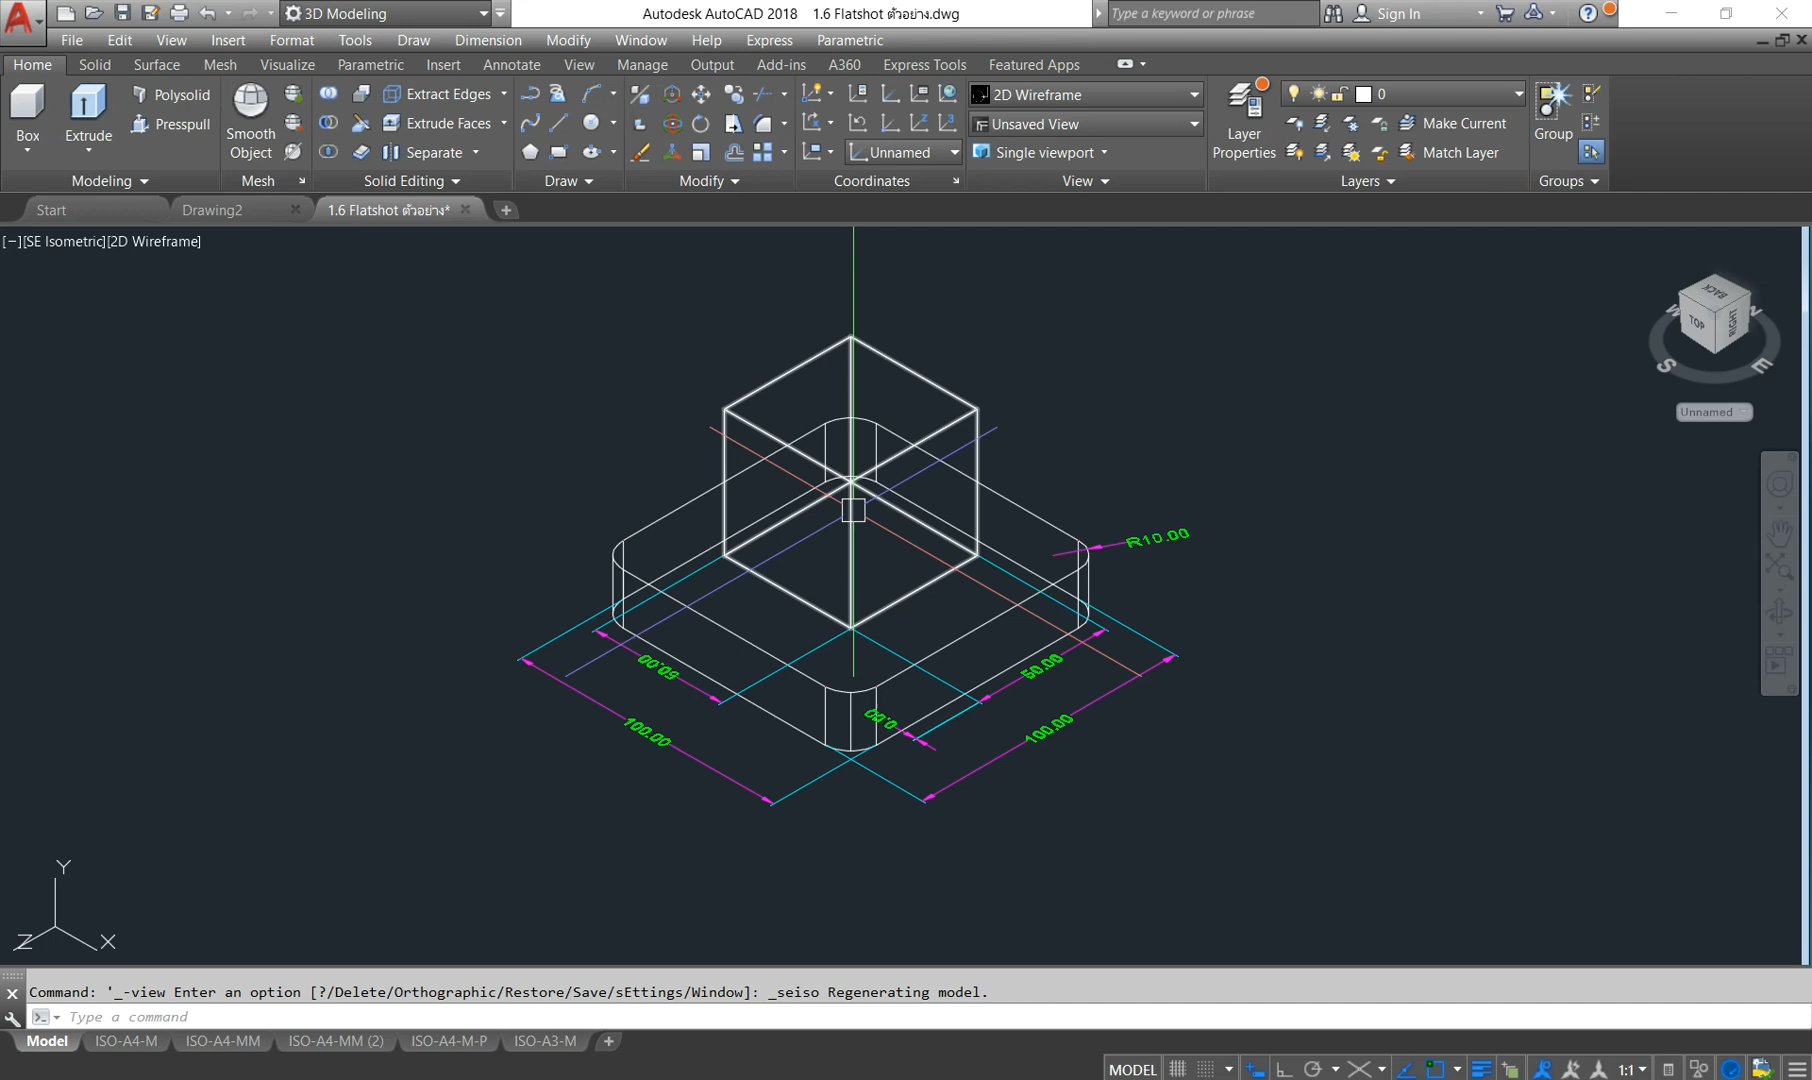 3D Modeling
Autodesk AutoCAD 2018 1.6 Flatshot ตัวอย่าง.dwg
Type a keyword or phrase
Sign In
File Edit View Insert Format Tools Draw Dimension Modify Window Help Express Parametric
Home Solid Surface Mesh Visualize Parametric Insert Annotate View Manage Output Add-ins A360 Express Tools Featured Apps
Box
Extrude
Polysolid
Presspull
Smooth
Object
Extract Edges
Extrude Faces
Separate
Unnamed
2D Wireframe
Unsaved View
Single viewport
Layer
Properties
0
Make Current
Match Layer
Group
Modeling Mesh Solid Editing Draw Modify Coordinates View Layers Groups
Start Drawing2 1.6 Flatshot ตัวอย่าง*
[−][SE Isometric][2D Wireframe]
BACK
TOP
RIGHT
W N
S E
Unnamed
R10.00
50.00
50.00
0.00
100.00
100.00
Y
Z X
Command: '_-view Enter an option [?/Delete/Orthographic/Restore/Save/sEttings/Window]: _seiso Regenerating model.
Type a command
Model ISO-A4-M ISO-A4-MM ISO-A4-MM (2) ISO-A4-M-P ISO-A3-M
MODEL
1:1